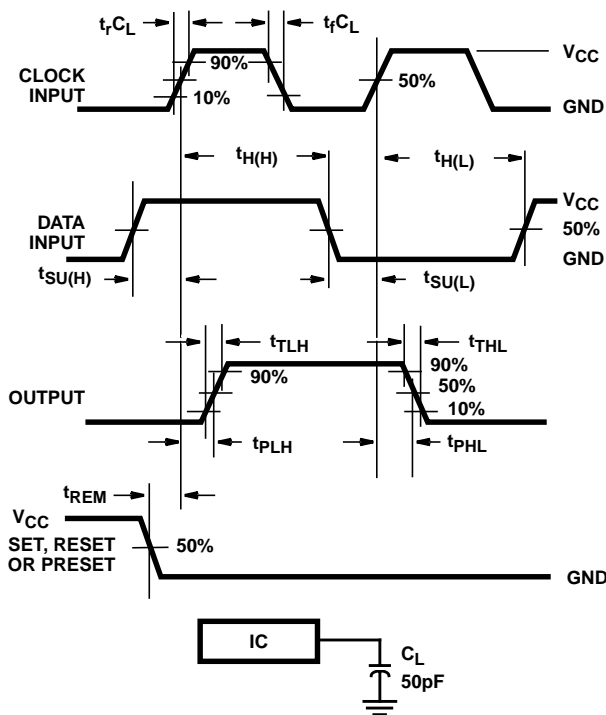 trCL
tfCL
CLOCK
INPUT
90%
10%
50%
VCC
GND
tH(H)
tH(L)
DATA
INPUT
VCC
50%
GND
tSU(H)
tSU(L)
tTLH
tTHL
OUTPUT
90%
90%
50%
10%
tPLH
tPHL
tREM
VCC
SET, RESET
OR PRESET
50%
GND
IC
CL
50pF